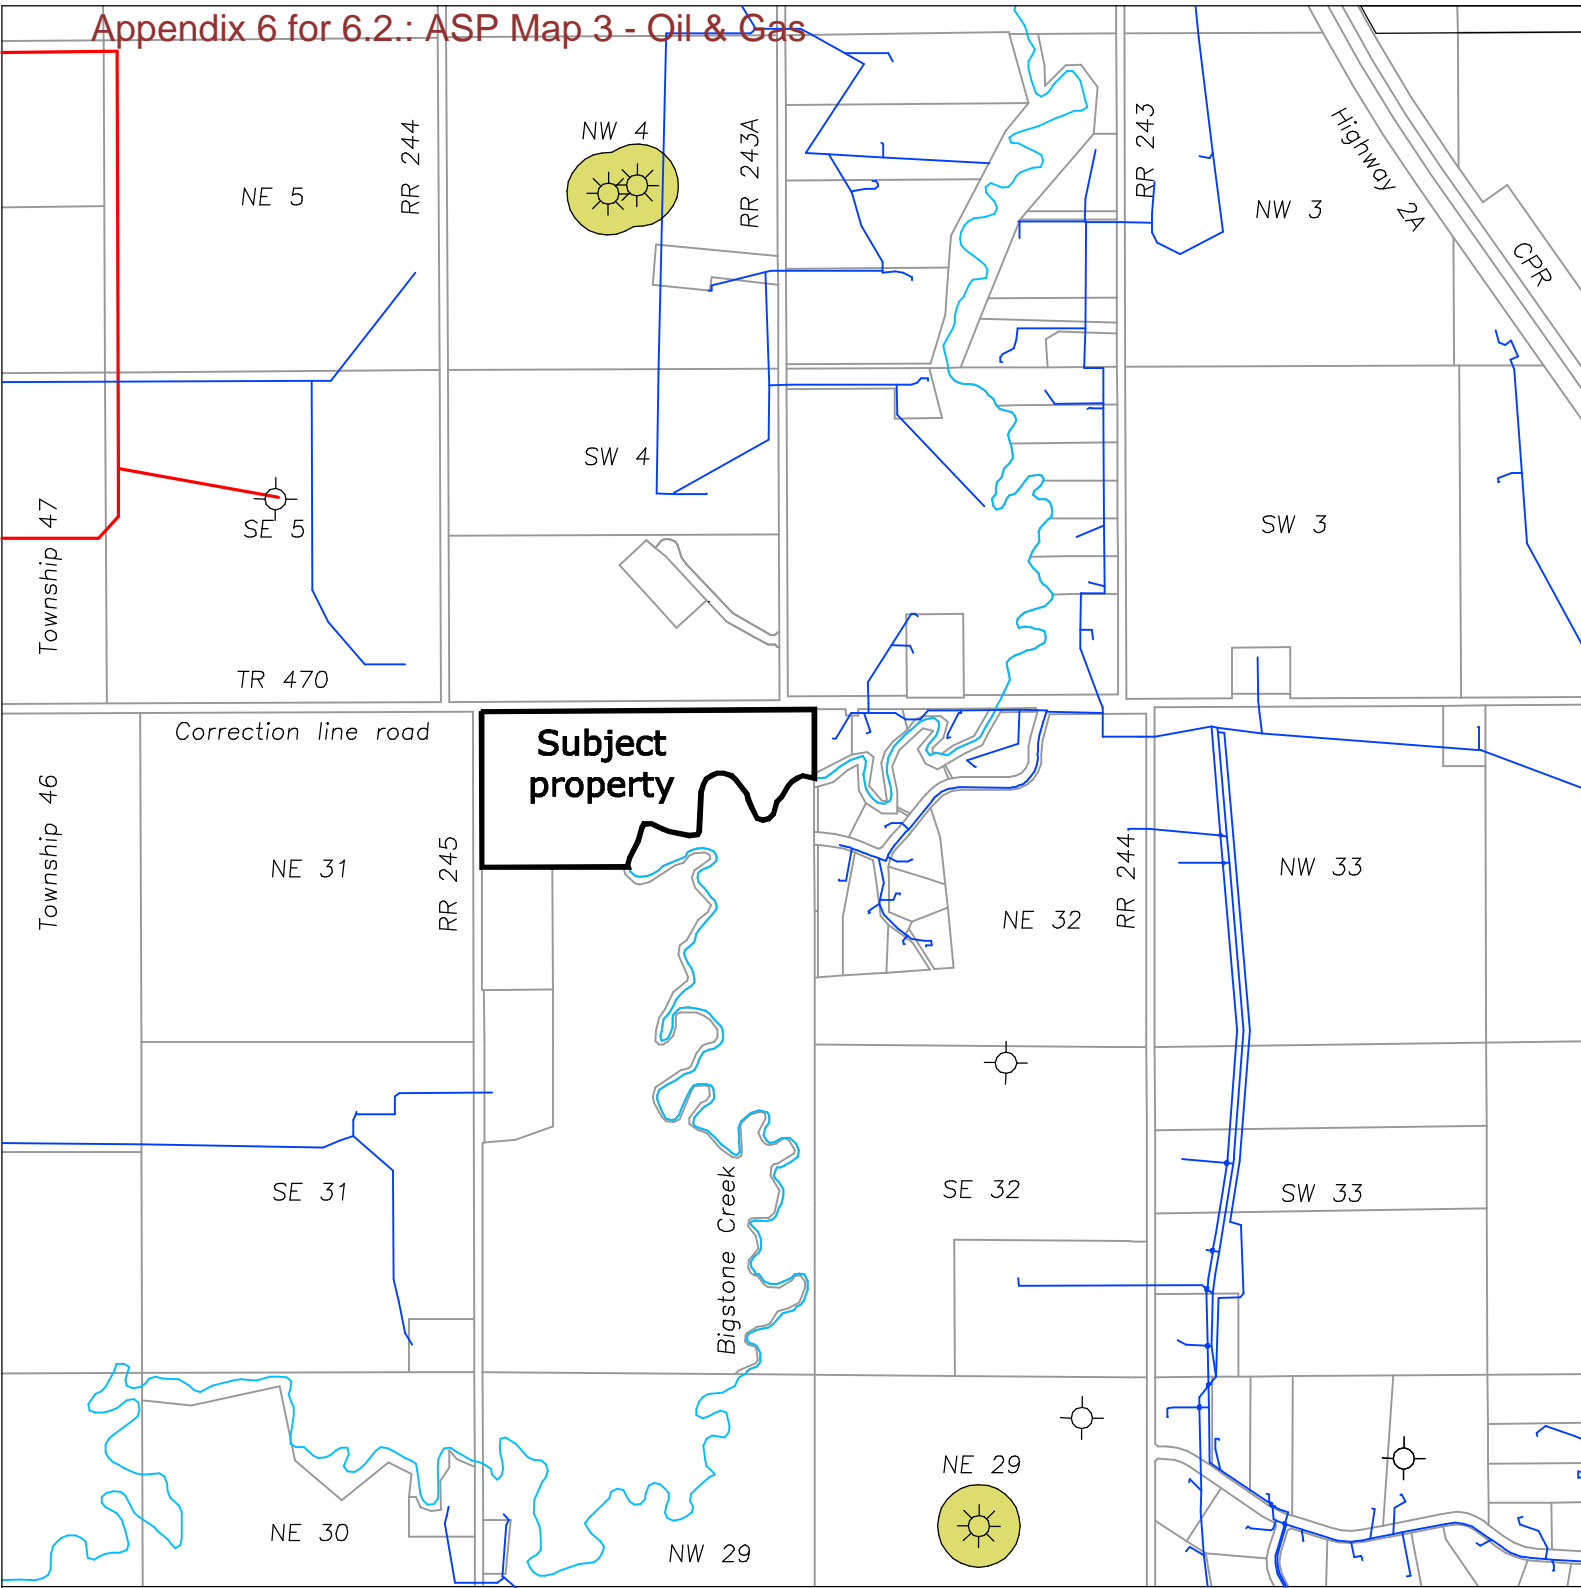 Appendix 6 for 6.2.: ASP Map 3 - Oil & Gas
NW 4
RR 244
RR 243A
RR 243
Highway 2A
NE 5
NW 3
CPR
SW 4
SE 5
SW 3
Township 47
TR 470
Correction line road
Subject
property
Township 46
NE 31
RR 245
RR 244
NW 33
NE 32
SE 31
SE 32
SW 33
Bigstone Creek
NE 29
NE 30
NW 29